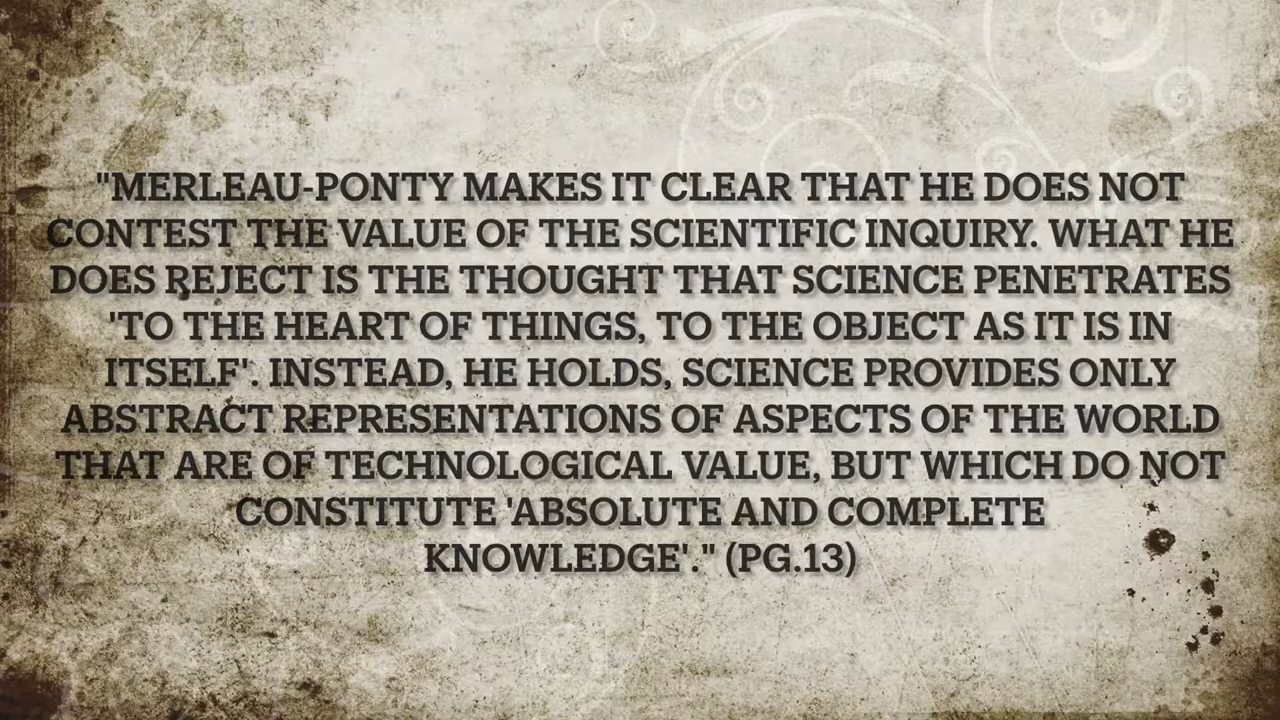 "MERLEAU-PONTY MAKES IT CLEAR THAT HE DOES NOT
CONTEST THE VALUE OF THE SCIENTIFIC INQUIRY. WHAT HE
DOES REJECT IS THE THOUGHT THAT SCIENCE PENETRATES
'TO THE HEART OF THINGS, TO THE OBJECT AS IT IS IN
ITSELF'. INSTEAD, HE HOLDS, SCIENCE PROVIDES ONLY
ABSTRACT REPRESENTATIONS OF ASPECTS OF THE WORLD
THAT ARE OF TECHNOLOGICAL VALUE, BUT WHICH DO NOT
CONSTITUTE 'ABSOLUTE AND COMPLETE
KNOWLEDGE'." (PG.13)